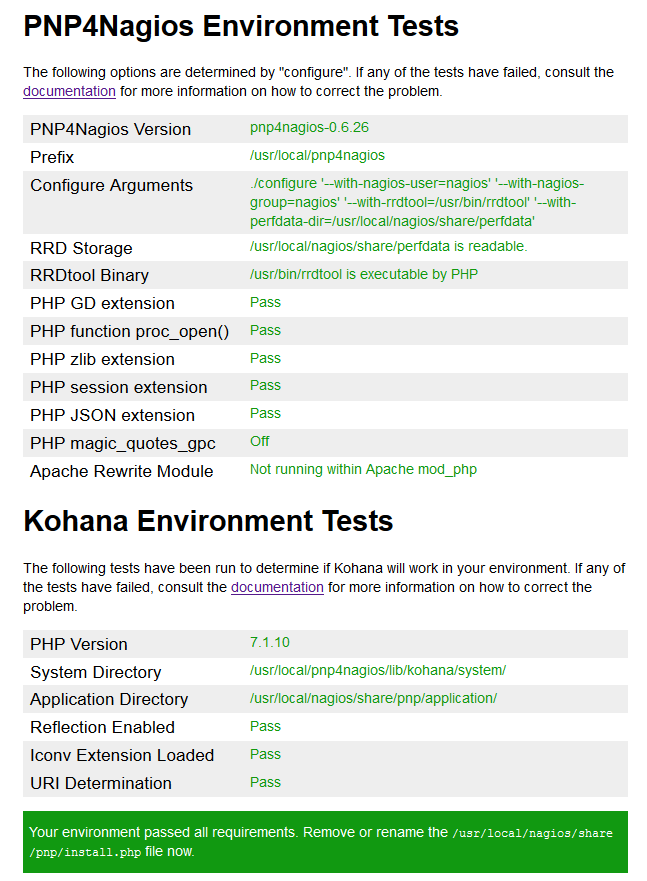 PNP4Nagios Environment Tests
The following options are determined by "configure". If any of the tests have failed, consult the
documentation for more information on how to correct the problem.
PNP4Nagios Version pnp4nagios-0.6.26
Prefix /usr/local/pnp4nagios
Configure Arguments ./configure '--with-nagios-user=nagios' '--with-nagios-
group=nagios' '--with-rrdtool=/usr/bin/rrdtool' '--with-
perfdata-dir=/usr/local/nagios/share/perfdata'
RRD Storage /usr/local/nagios/share/perfdata is readable.
RRDtool Binary /usr/bin/rrdtool is executable by PHP
PHP GD extension Pass
PHP function proc_open() Pass
PHP zlib extension Pass
PHP session extension Pass
PHP JSON extension Pass
PHP magic_quotes_gpc Off
Apache Rewrite Module Not running within Apache mod_php
Kohana Environment Tests
The following tests have been run to determine if Kohana will work in your environment. If any of
the tests have failed, consult the documentation for more information on how to correct the
problem.
PHP Version 7.1.10
System Directory /usr/local/pnp4nagios/lib/kohana/system/
Application Directory /usr/local/nagios/share/pnp/application/
Reflection Enabled Pass
Iconv Extension Loaded Pass
URI Determination Pass
Your environment passed all requirements. Remove or rename the /usr/local/nagios/share
/pnp/install.php file now.